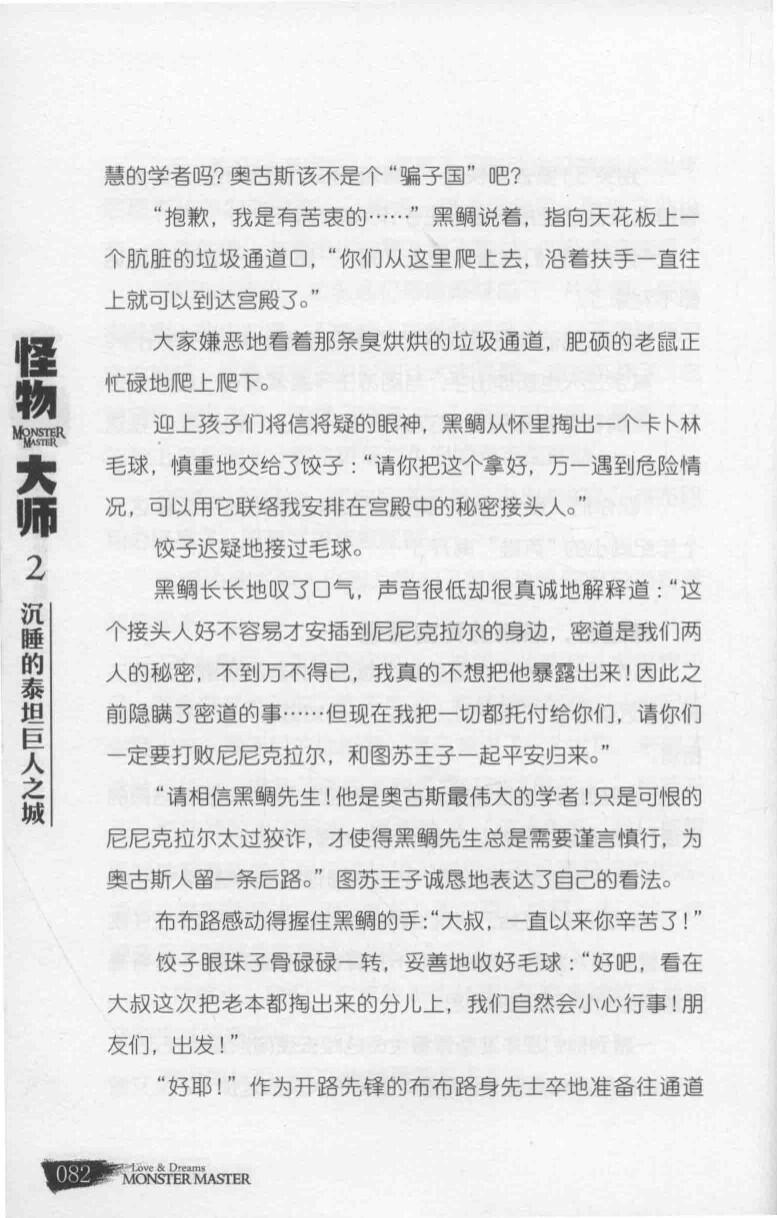 慧的学者吗？奥古斯该不是个“骗子国”吧？
“抱歉，我是有苦衷的……”黑鲷说着，指向天花板上一
个肮脏的垃圾通道口，“你们从这里爬上去，沿着扶手一直往
上就可以到达宫殿了。”
大家嫌恶地看着那条臭烘烘的垃圾通道，肥硕的老鼠正
忙碌地爬上爬下。
迎上孩子们将信将疑的眼神，黑鲷从怀里掏出一个卡卜林
毛球，慎重地交给了饺子：“请你把这个拿好，万一遇到危险情
况，可以用它联络我安排在宫殿中的秘密接头人。”
饺子迟疑地接过毛球。
黑鲷长长地叹了口气，声音很低却很真诚地解释道：“这
个接头人好不容易才安插到尼尼克拉尔的身边，密道是我们两
人的秘密，不到万不得已，我真的不想把他暴露出来！因此之
前隐瞒了密道的事……但现在我把一切都托付给你们，请你们
一定要打败尼尼克拉尔，和图苏王子一起平安归来。”
“请相信黑鲷先生！他是奥古斯最伟大的学者！只是可恨的
尼尼克拉尔太过狡诈，才使得黑鲷先生总是需要谨言慎行，为
奥古斯人留一条后路。”图苏王子诚恳地表达了自己的看法。
布布路感动得握住黑鲷的手：“大叔，一直以来你辛苦了！”
饺子眼珠子骨碌碌一转，妥善地收好毛球：“好吧，看在
大叔这次把老本都掏出来的分儿上，我们自然会小心行事！朋
友们，出发！”
“好耶！”作为开路先锋的布布路身先士卒地准备往通道
怪物
MONSTER
MASTER
大师
2
沉睡的泰坦巨人之城
082
Love & Dreams
MONSTER MASTER